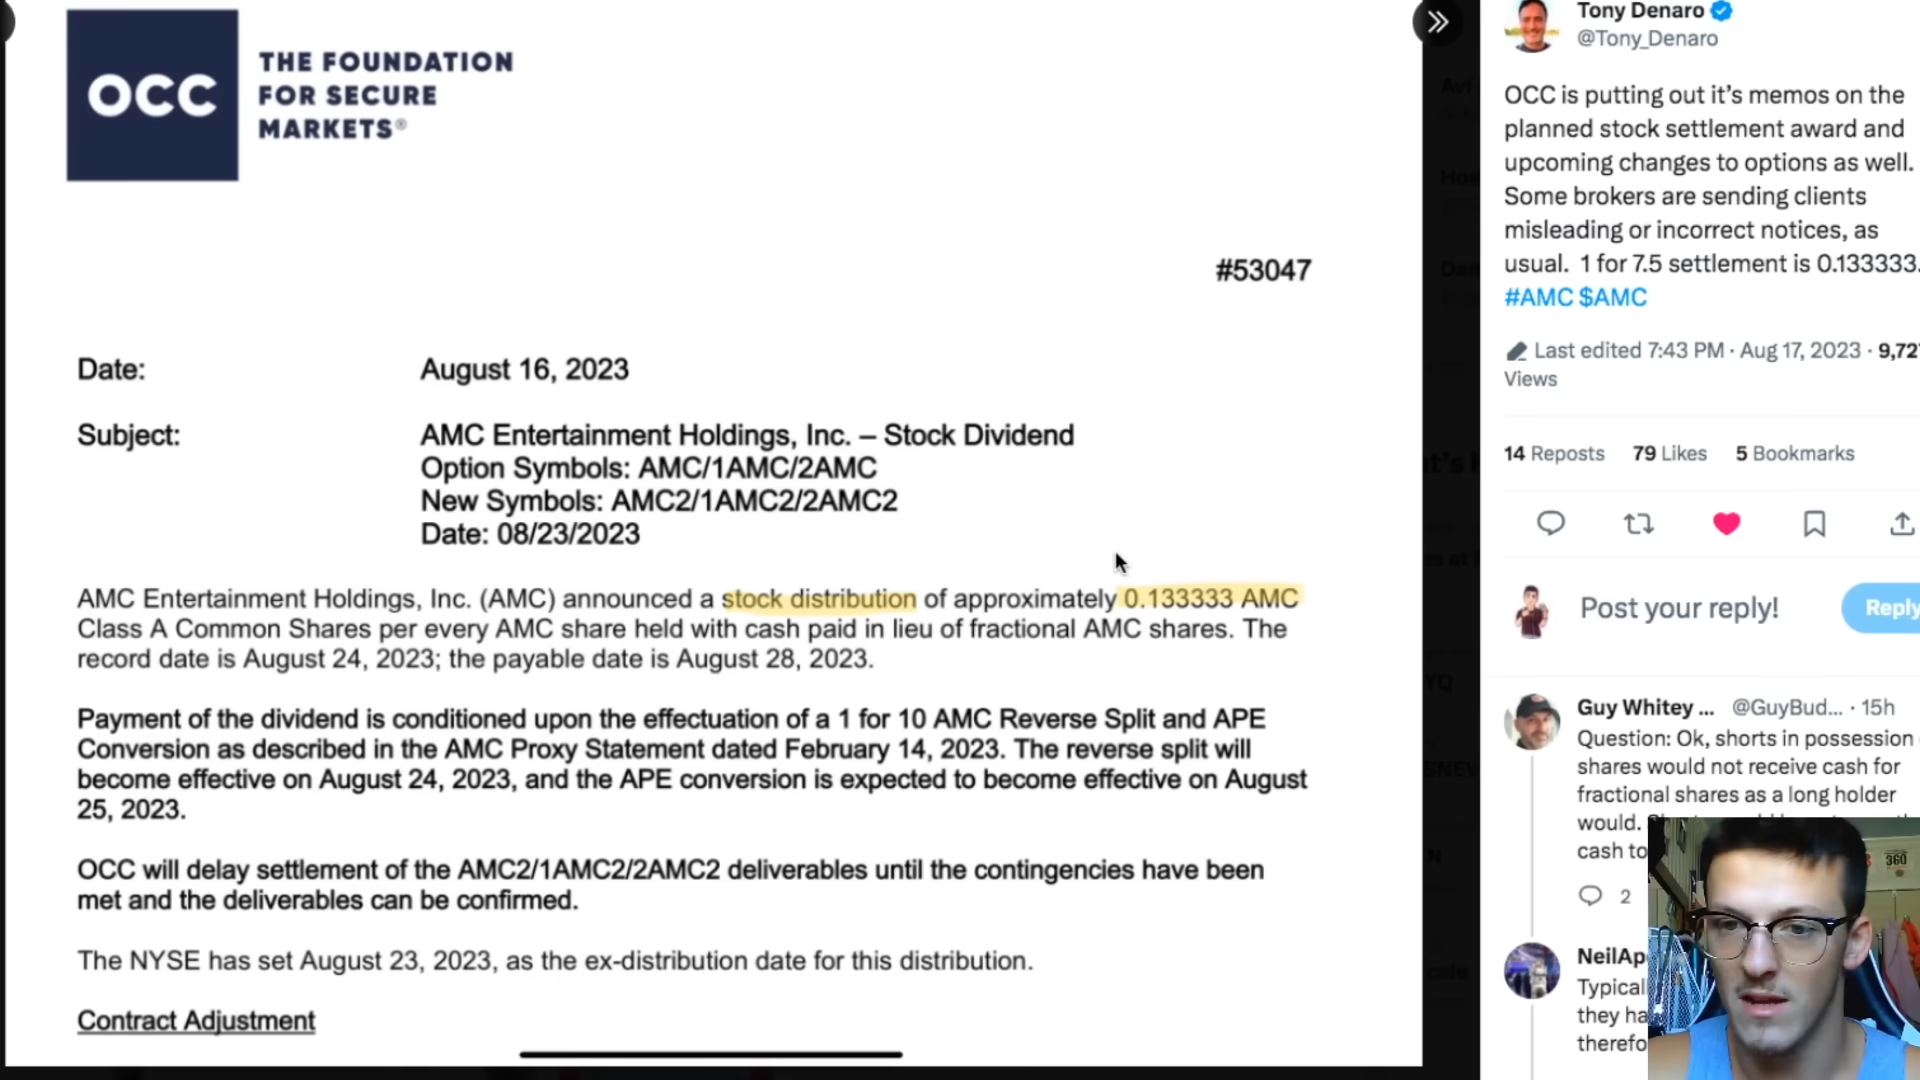 OCC
THE FOUNDATION
FOR SECURE
MARKETS®
#53047
Date: August 16, 2023
Subject: AMC Entertainment Holdings, Inc. – Stock Dividend
Option Symbols: AMC/1AMC/2AMC
New Symbols: AMC2/1AMC2/2AMC2
Date: 08/23/2023
AMC Entertainment Holdings, Inc. (AMC) announced a stock distribution of approximately 0.133333 AMC
Class A Common Shares per every AMC share held with cash paid in lieu of fractional AMC shares. The
record date is August 24, 2023; the payable date is August 28, 2023.
Payment of the dividend is conditioned upon the effectuation of a 1 for 10 AMC Reverse Split and APE
Conversion as described in the AMC Proxy Statement dated February 14, 2023. The reverse split will
become effective on August 24, 2023, and the APE conversion is expected to become effective on August
25, 2023.
OCC will delay settlement of the AMC2/1AMC2/2AMC2 deliverables until the contingencies have been
met and the deliverables can be confirmed.
The NYSE has set August 23, 2023, as the ex-distribution date for this distribution.
Contract Adjustment
Tony Denaro
@Tony_Denaro
OCC is putting out it's memos on the
planned stock settlement award and
upcoming changes to options as well.
Some brokers are sending clients
misleading or incorrect notices, as
usual. 1 for 7.5 settlement is 0.133333.
#AMC $AMC
Last edited 7:43 PM · Aug 17, 2023 · 9,72
Views
14 Reposts 79 Likes 5 Bookmarks
Post your reply!
Reply
Guy Whitey ... @GuyBud... · 15h
Question: Ok, shorts in possession
shares would not receive cash for
fractional shares as a long holder
would.
cash to
2
NeilAp
Typical
they ha
therefo
360